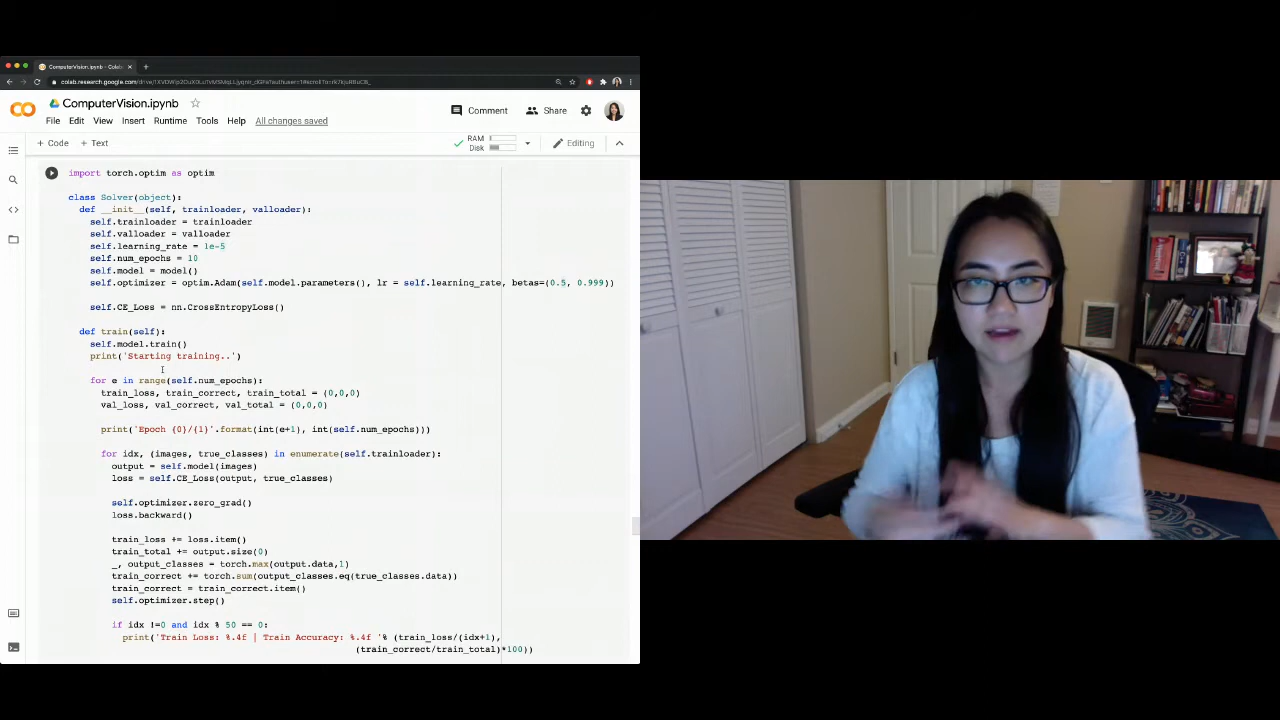 ComputerVision.ipynb - Colab
ComputerVision.ipynb
File Edit View Insert Runtime Tools Help All changes saved
Comment Share
+ Code + Text
RAM
Disk
Editing
import torch.optim as optim
class Solver(object):
def __init__(self, trainloader, valloader):
self.trainloader = trainloader
self.valloader = valloader
self.learning_rate = 1e-5
self.num_epochs = 10
self.model = model()
self.optimizer = optim.Adam(self.model.parameters(), lr = self.learning_rate, betas=(0.5, 0.999))
self.CE_Loss = nn.CrossEntropyLoss()
def train(self):
self.model.train()
print('Starting training..')
for e in range(self.num_epochs):
train_loss, train_correct, train_total = (0,0,0)
val_loss, val_correct, val_total = (0,0,0)
print('Epoch {0}/{1}'.format(int(e+1), int(self.num_epochs)))
for idx, (images, true_classes) in enumerate(self.trainloader):
output = self.model(images)
loss = self.CE_Loss(output, true_classes)
self.optimizer.zero_grad()
loss.backward()
train_loss += loss.item()
train_total += output.size(0)
_, output_classes = torch.max(output.data,1)
train_correct += torch.sum(output_classes.eq(true_classes.data))
train_correct = train_correct.item()
self.optimizer.step()
if idx !=0 and idx % 50 == 0:
print('Train Loss: %.4f | Train Accuracy: %.4f '% (train_loss/(idx+1),
(train_correct/train_total)*100))